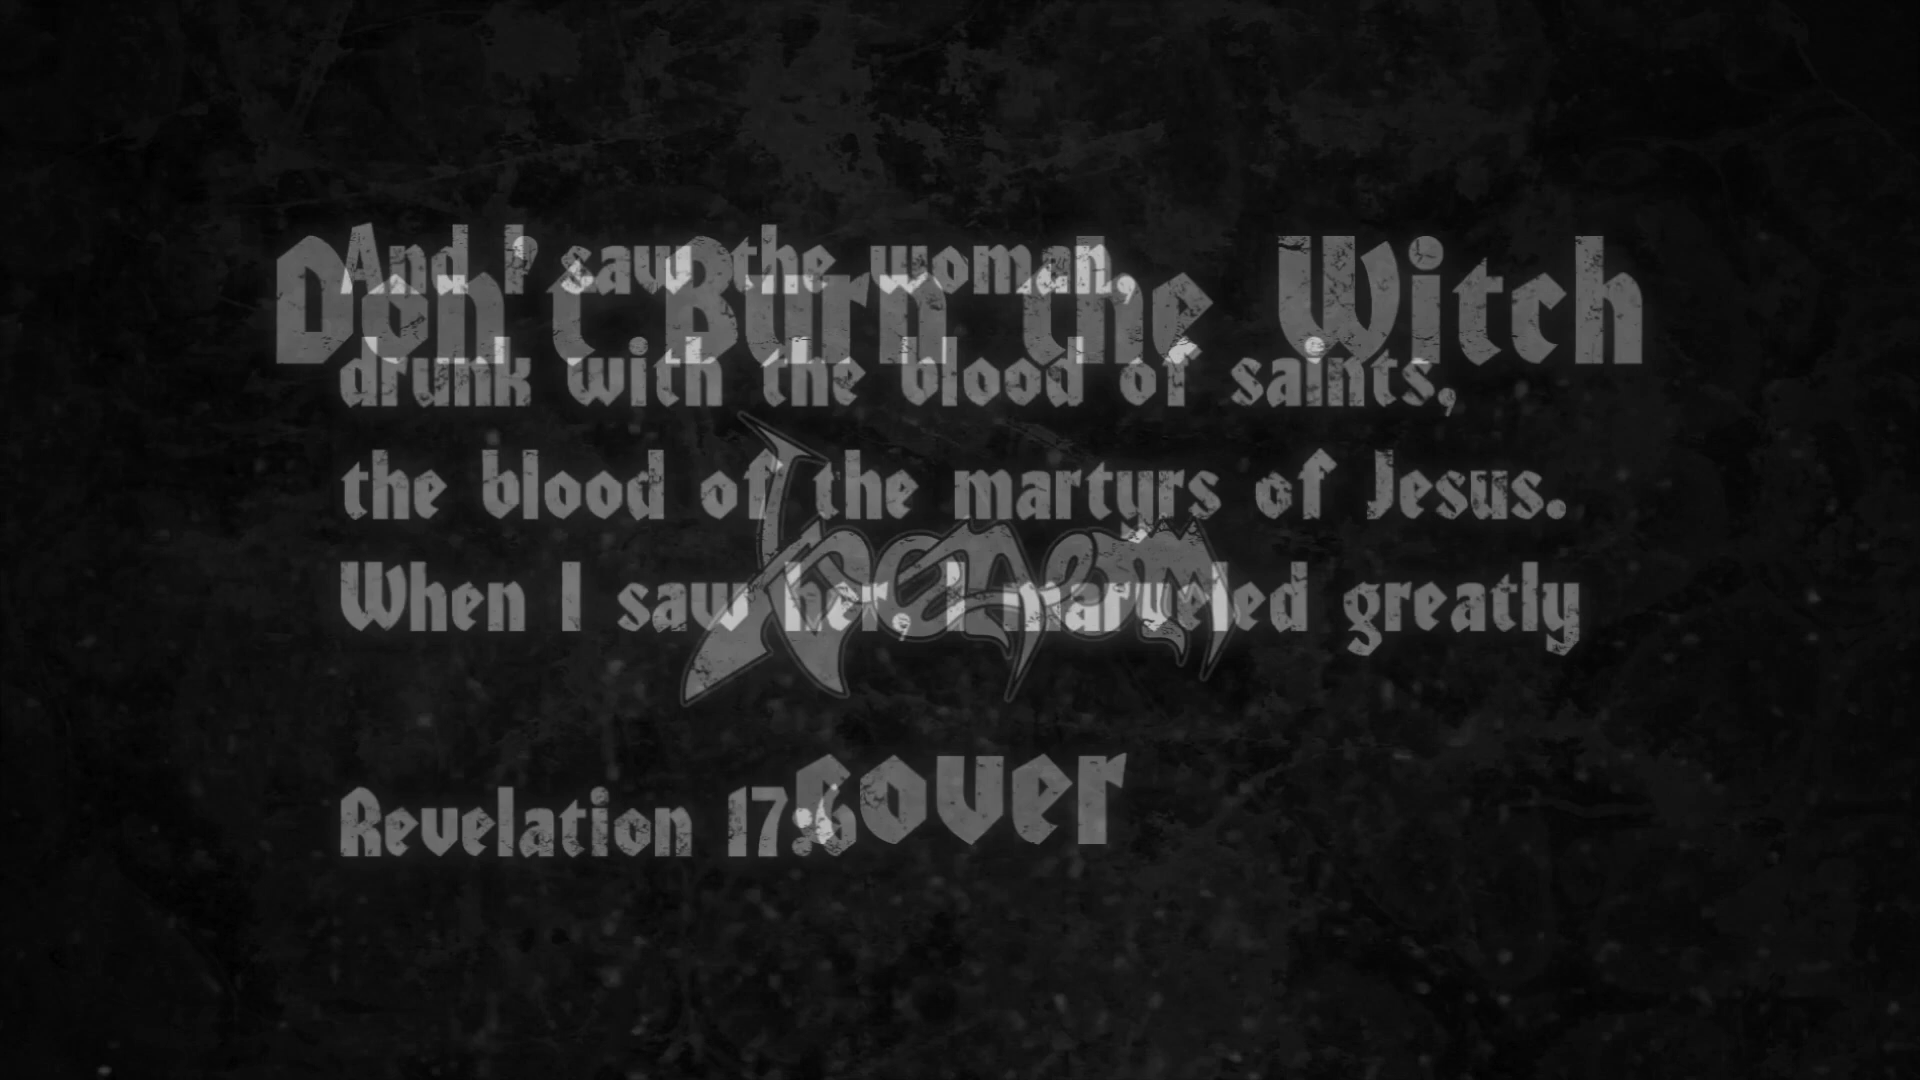 Don't Burn the Witch
Venom
Cover
And I saw the woman,
drunk with the blood of saints,
the blood of the martyrs of Jesus.
When I saw her, I marveled greatly
Revelation 17:6